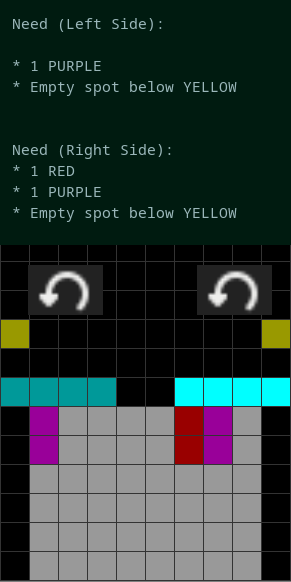 Need (Left Side):
* 1 PURPLE
* Empty spot below YELLOW
Need (Right Side):
* 1 RED
* 1 PURPLE
* Empty spot below YELLOW